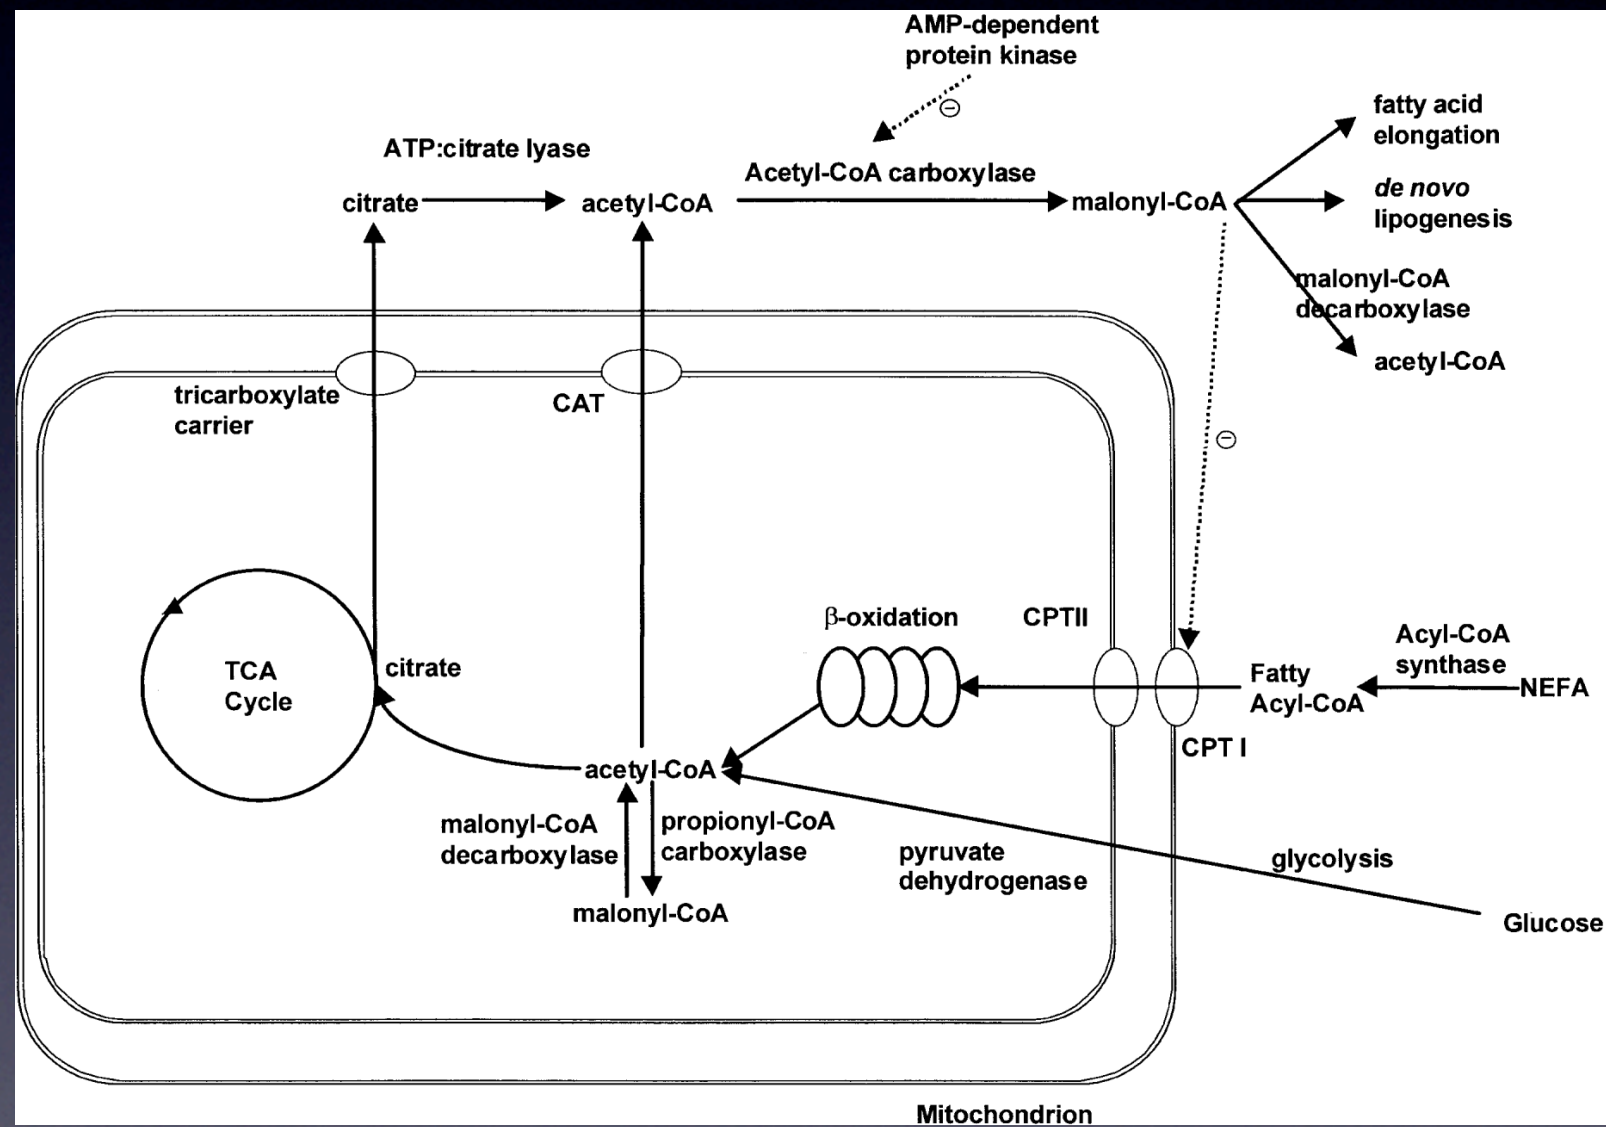 AMP-dependent
protein kinase
⊖
fatty acid
elongation
ATP:citrate lyase
Acetyl-CoA carboxylase
citrate
acetyl-CoA
malonyl-CoA
de novo
lipogenesis
malonyl-CoA
decarboxylase
acetyl-CoA
tricarboxylate
carrier
CAT
⊖
β-oxidation
CPTII
Acyl-CoA
synthase
TCA
Cycle
citrate
Fatty
Acyl-CoA
NEFA
CPT I
acetyl-CoA
malonyl-CoA
decarboxylase
propionyl-CoA
carboxylase
pyruvate
dehydrogenase
glycolysis
malonyl-CoA
Glucose
Mitochondrion